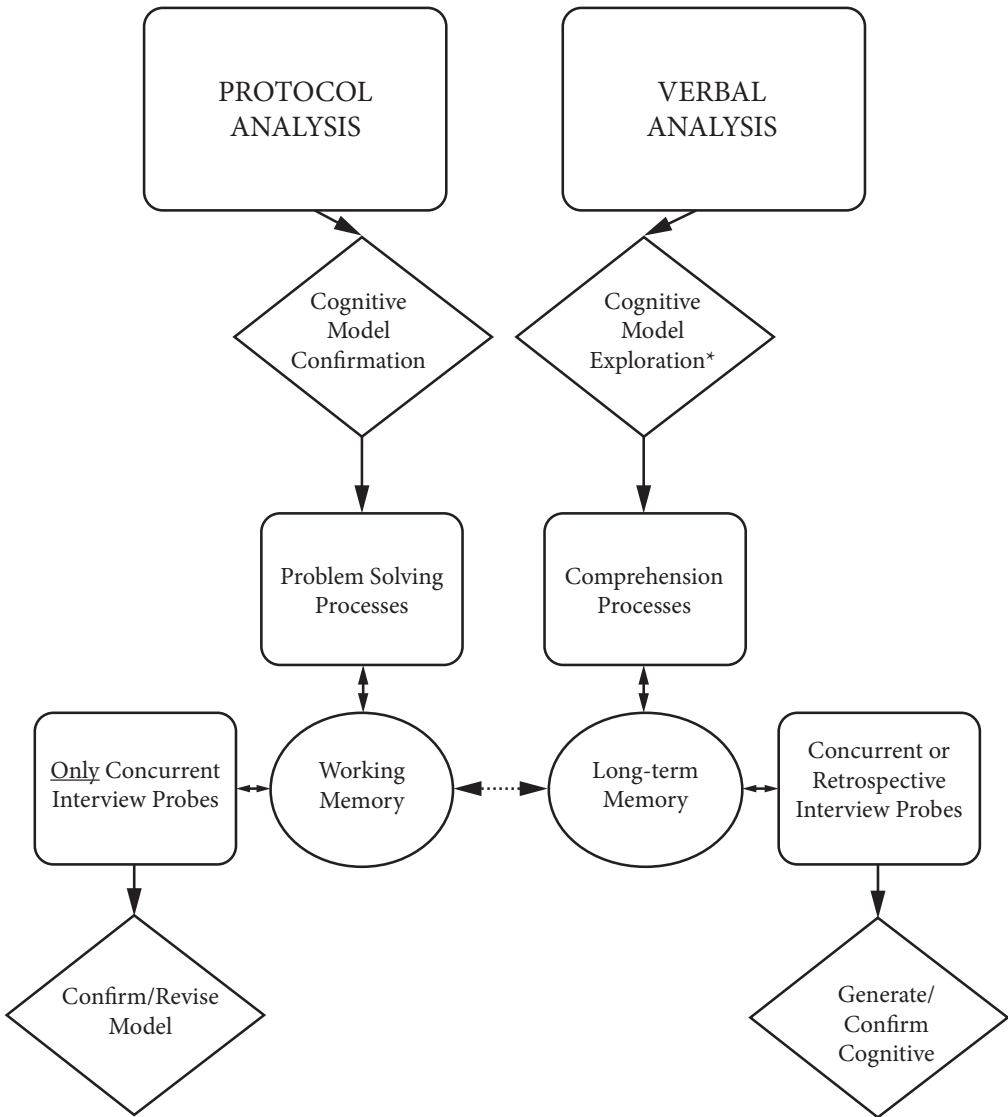 PROTOCOL
ANALYSIS
VERBAL
ANALYSIS
Cognitive
Model
Confirmation
Cognitive
Model
Exploration*
Problem Solving
Processes
Comprehension
Processes
Only Concurrent
Interview Probes
Working
Memory
Long-term
Memory
Concurrent or
Retrospective
Interview Probes
Confirm/Revise
Model
Generate/
Confirm
Cognitive